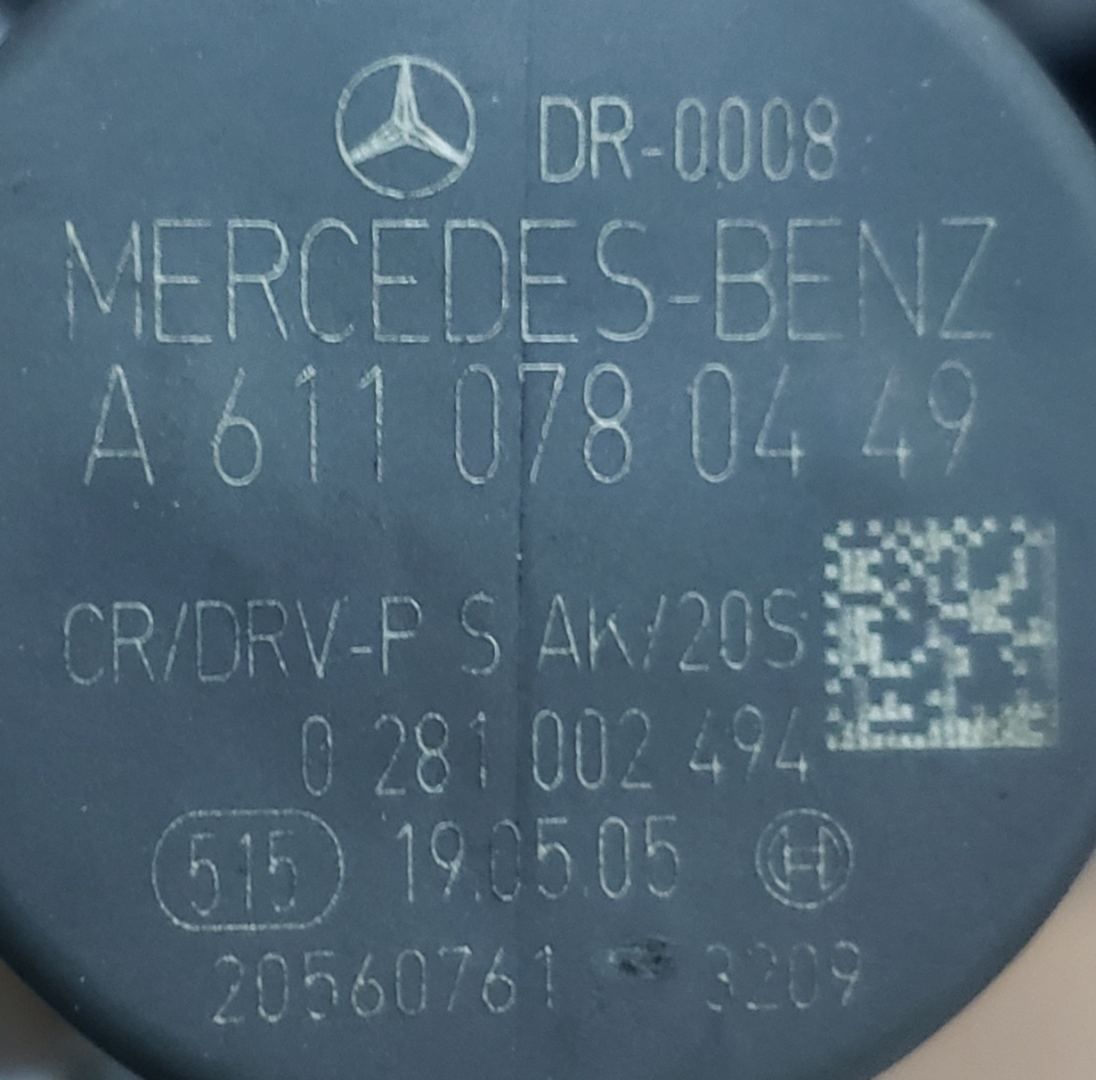 DR-0008
MERCEDES-BENZ
A 611 078 04 49
CR/DRV-P S AK/20S
0 281 002 494
515 19.05.05 H
20560761 3209